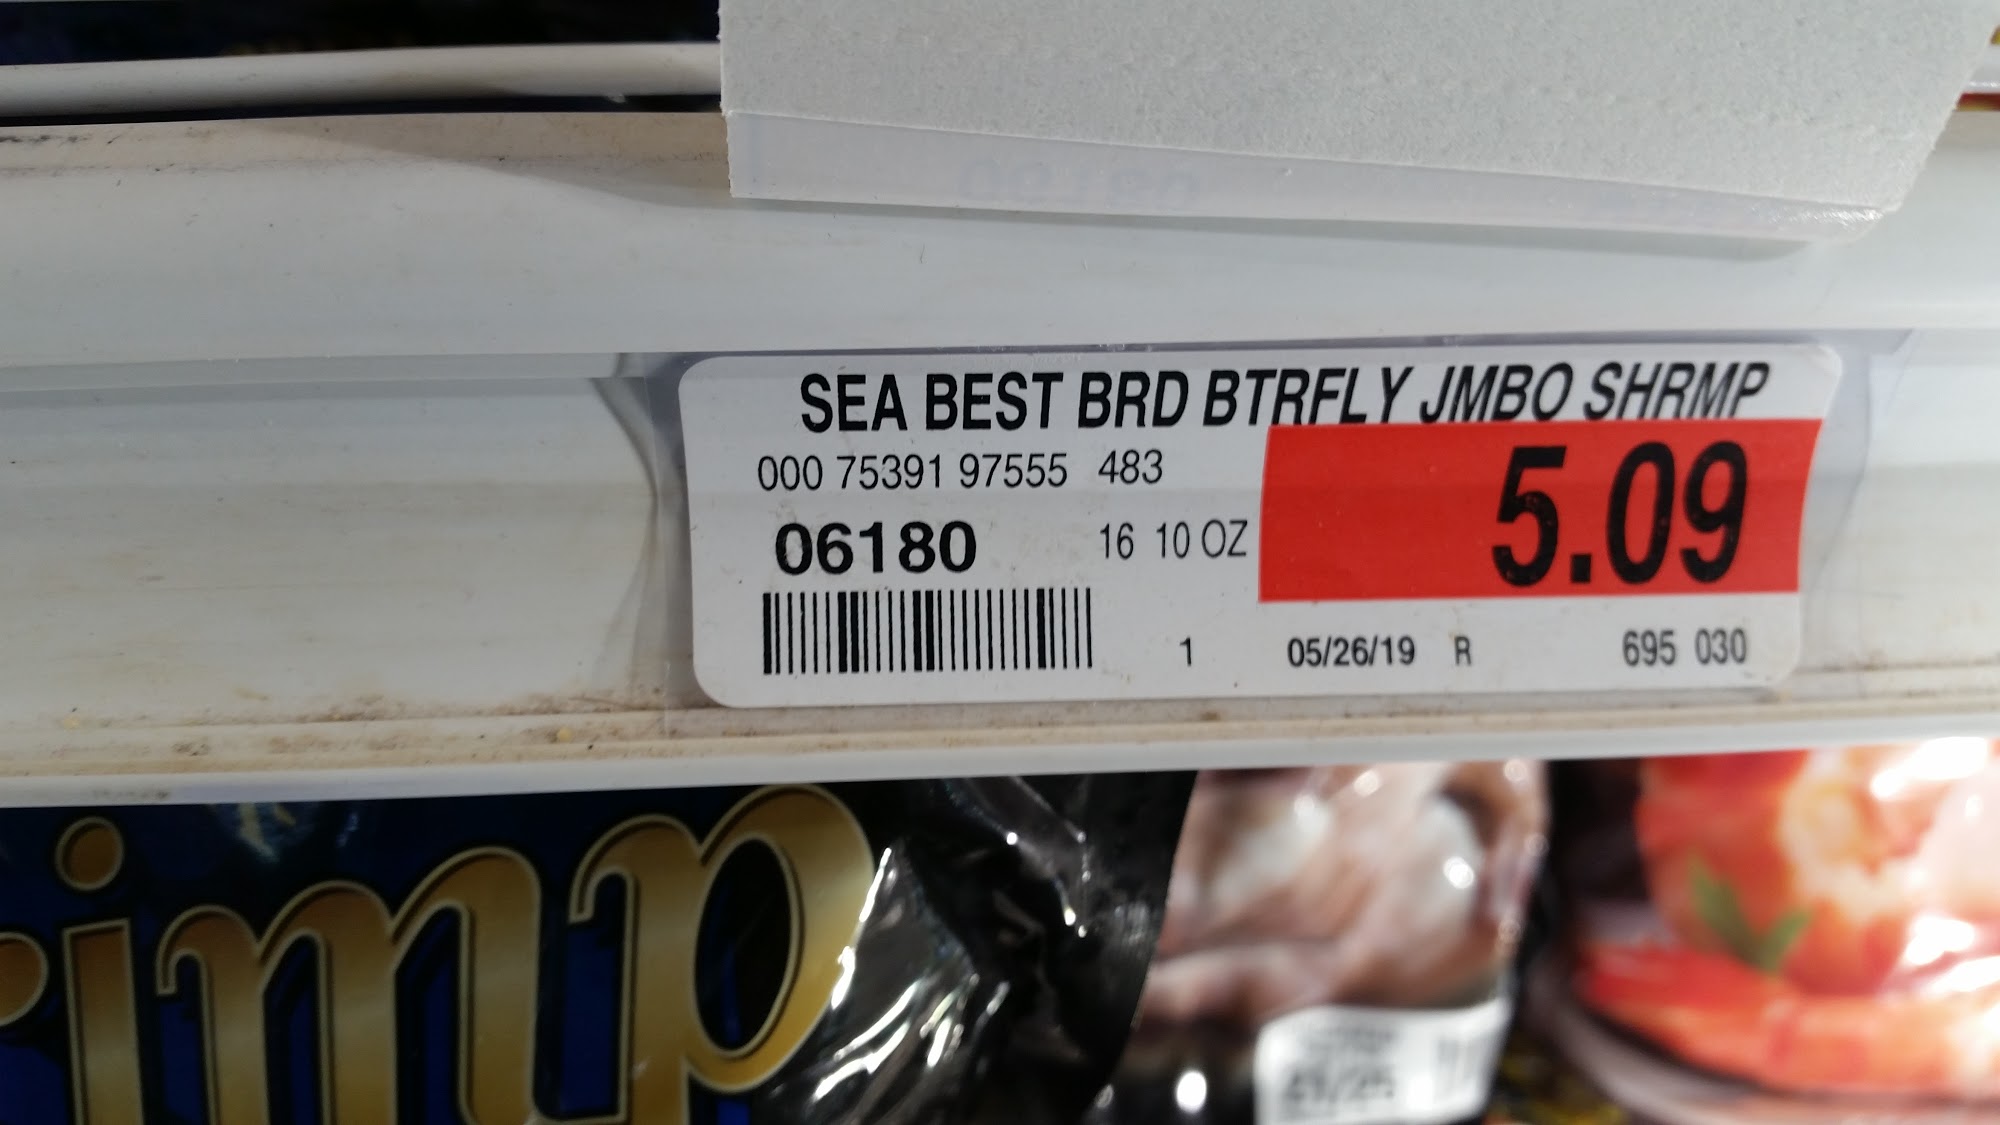 SEA BEST BRD BTRFLY JMBO SHRMP
000 75391 97555 483
5.09
06180
16 10 OZ
1 05/26/19 R 695 030
imp